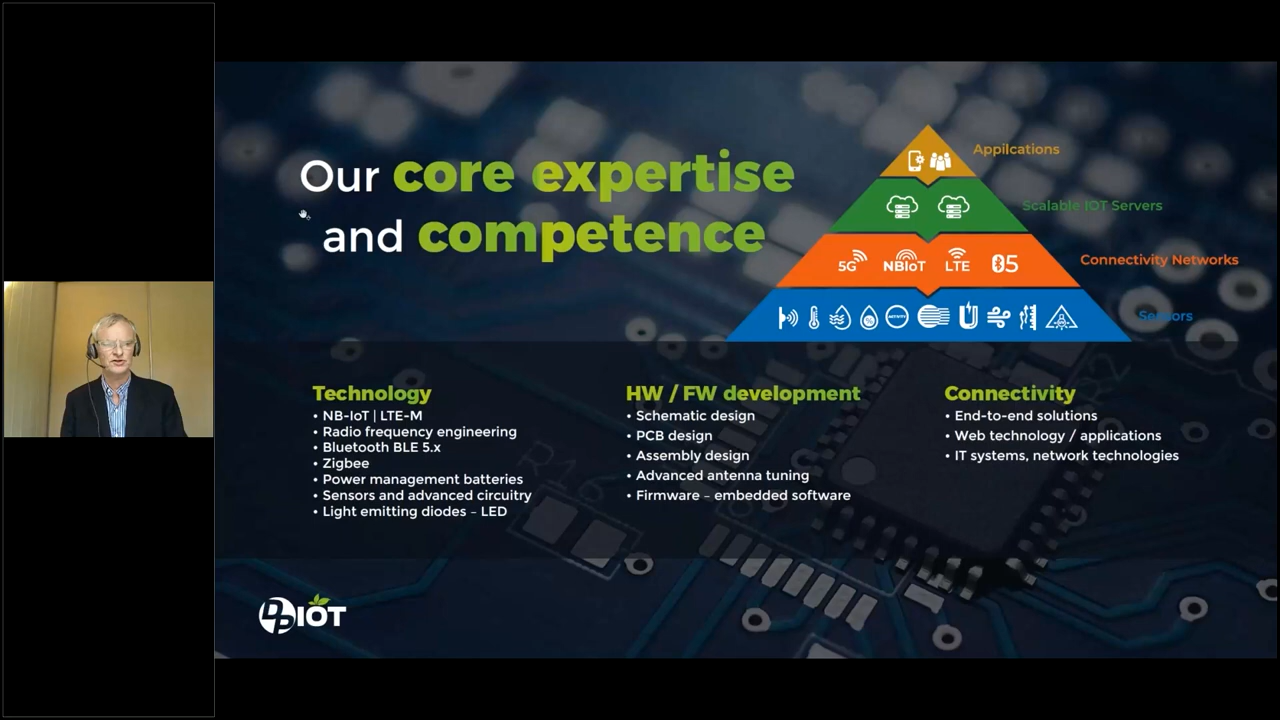 Our core expertise
and competence
Appilcations
Scalable IOT Servers
5G NBIoT LTE 5
Connectivity Networks
ACTIVITY
Sensors
Technology
• NB-IoT | LTE-M
• Radio frequency engineering
• Bluetooth BLE 5.x
• Zigbee
• Power management batteries
• Sensors and advanced circuitry
• Light emitting diodes – LED
HW / FW development
• Schematic design
• PCB design
• Assembly design
• Advanced antenna tuning
• Firmware – embedded software
Connectivity
• End-to-end solutions
• Web technology / applications
• IT systems, network technologies
R16
IOT